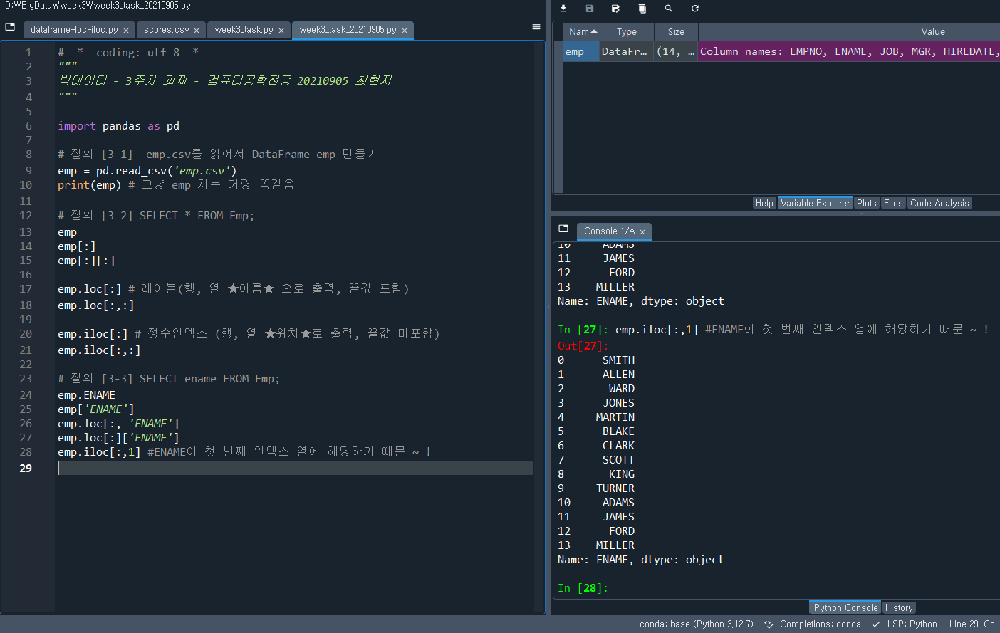 D:₩BigData₩week3₩week3_task_20210905.py
dataframe-loc-iloc.py × scores.csv × week3_task.py × week3_task_20210905.py ×
1 # -*- coding: utf-8 -*-
2 """
3 빅데이터 - 3주차 과제 - 컴퓨터공학전공 20210905 최현지
4 """
5
6 import pandas as pd
7
8 # 질의 [3-1]  emp.csv를 읽어서 DataFrame emp 만들기
9 emp = pd.read_csv('emp.csv')
10 print(emp) # 그냥 emp 치는 거랑 똑같음
11
12 # 질의 [3-2] SELECT * FROM Emp;
13 emp
14 emp[:]
15 emp[:][:]
16
17 emp.loc[:] # 레이블(행, 열 ★이름★ 으로 출력, 끝값 포함)
18 emp.loc[:,:]
19
20 emp.iloc[:] # 정수인덱스 (행, 열 ★위치★로 출력, 끝값 미포함)
21 emp.iloc[:,:]
22
23 # 질의 [3-3] SELECT ename FROM Emp;
24 emp.ENAME
25 emp['ENAME']
26 emp.loc[:, 'ENAME']
27 emp.loc[:]['ENAME']
28 emp.iloc[:,1] #ENAME이 첫 번째 인덱스 열에 해당하기 때문 ~ !
29
Nam Type Size Value
emp DataFr… (14, … Column names: EMPNO, ENAME, JOB, MGR, HIREDATE,
Help Variable Explorer Plots Files Code Analysis
Console 1/A ×
10 ADAMS
11 JAMES
12 FORD
13 MILLER
Name: ENAME, dtype: object
In [27]: emp.iloc[:,1] #ENAME이 첫 번째 인덱스 열에 해당하기 때문 ~ !
Out[27]:
0 SMITH
1 ALLEN
2 WARD
3 JONES
4 MARTIN
5 BLAKE
6 CLARK
7 SCOTT
8 KING
9 TURNER
10 ADAMS
11 JAMES
12 FORD
13 MILLER
Name: ENAME, dtype: object
In [28]:
IPython Console History
conda: base (Python 3.12.7) Completions: conda LSP: Python Line 29, Col